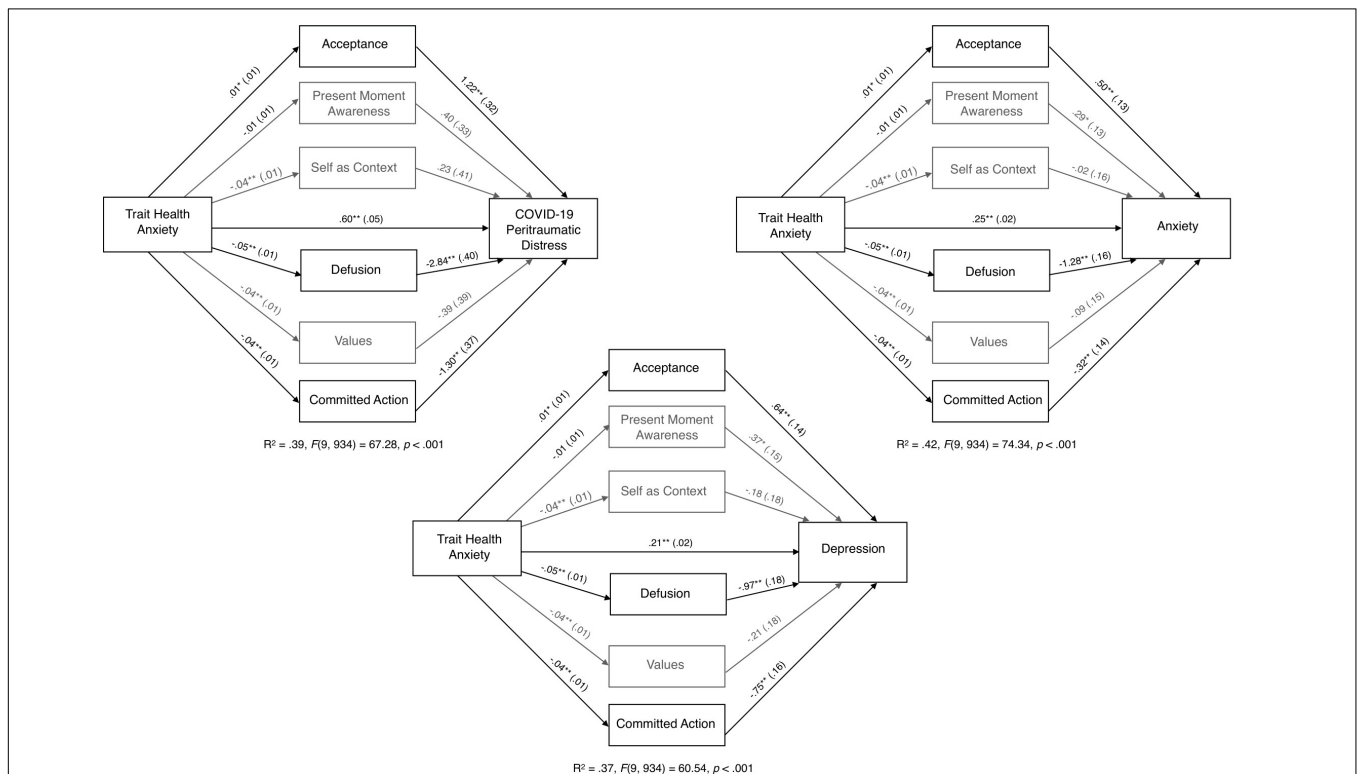 Acceptance
Present Moment
Awareness
Self as Context
Trait Health
Anxiety
COVID-19
Peritraumatic
Distress
Defusion
Values
Committed Action
.01* (.01)
-.01 (.01)
-.04** (.01)
.60** (.05)
-.05** (.01)
-.04** (.01)
-.04** (.01)
1.22** (.32)
.40 (.33)
.23 (.41)
-2.84** (.40)
-.39 (.39)
-1.30** (.37)
R² = .39, F(9, 934) = 67.28, p < .001
Acceptance
Present Moment
Awareness
Self as Context
Trait Health
Anxiety
Anxiety
Defusion
Values
Committed Action
.01* (.01)
-.01 (.01)
-.04** (.01)
.25** (.02)
-.05** (.01)
-.04** (.01)
-.04** (.01)
.50** (.13)
.29* (.13)
-.02 (.16)
-1.28** (.16)
-.09 (.15)
-.32** (.14)
R² = .42, F(9, 934) = 74.34, p < .001
Acceptance
Present Moment
Awareness
Self as Context
Trait Health
Anxiety
Depression
Defusion
Values
Committed Action
.01* (.01)
-.01 (.01)
-.04** (.01)
.21** (.02)
-.05** (.01)
-.04** (.01)
-.04** (.01)
.64** (.14)
.37* (.15)
-.18 (.18)
-.97** (.18)
-.21 (.18)
-.75** (.16)
R² = .37, F(9, 934) = 60.54, p < .001